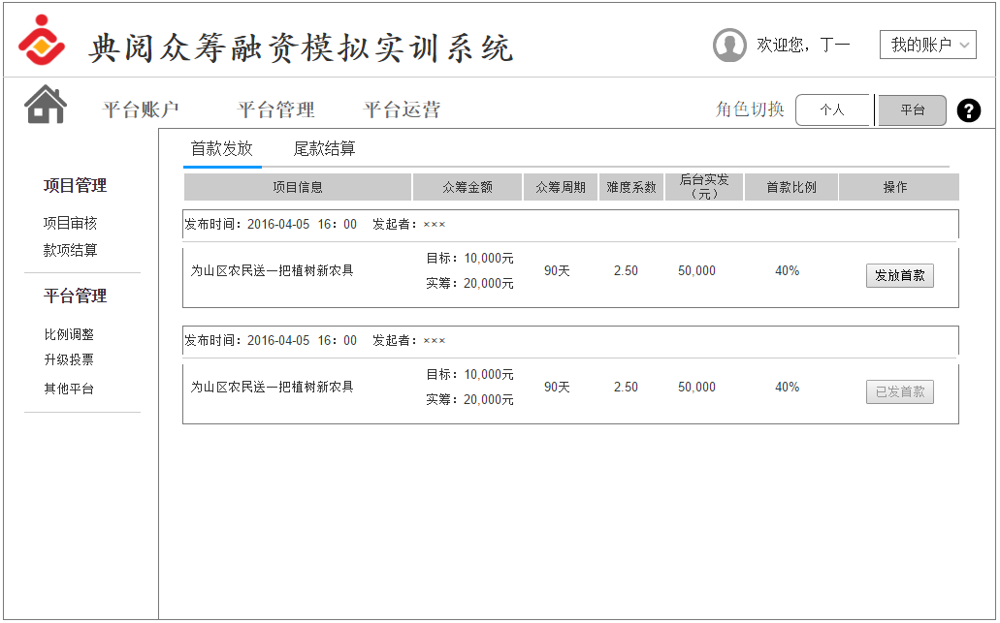 典阅众筹融资模拟实训系统
欢迎您，丁一
我的账户
平台账户 平台管理 平台运营
角色切换 个人 平台 ?
首款发放 尾款结算
项目管理
项目审核
款项结算
平台管理
比例调整
升级投票
其他平台
项目信息 众筹金额 众筹周期 难度系数 后台实发（元） 首款比例 操作
发布时间：2016-04-05 16：00 发起者：×××
目标：10,000元
为山区农民送一把植树新农具 90天 2.50 50,000 40% 发放首款
实筹：20,000元
发布时间：2016-04-05 16：00 发起者：×××
目标：10,000元
为山区农民送一把植树新农具 90天 2.50 50,000 40% 已发首款
实筹：20,000元